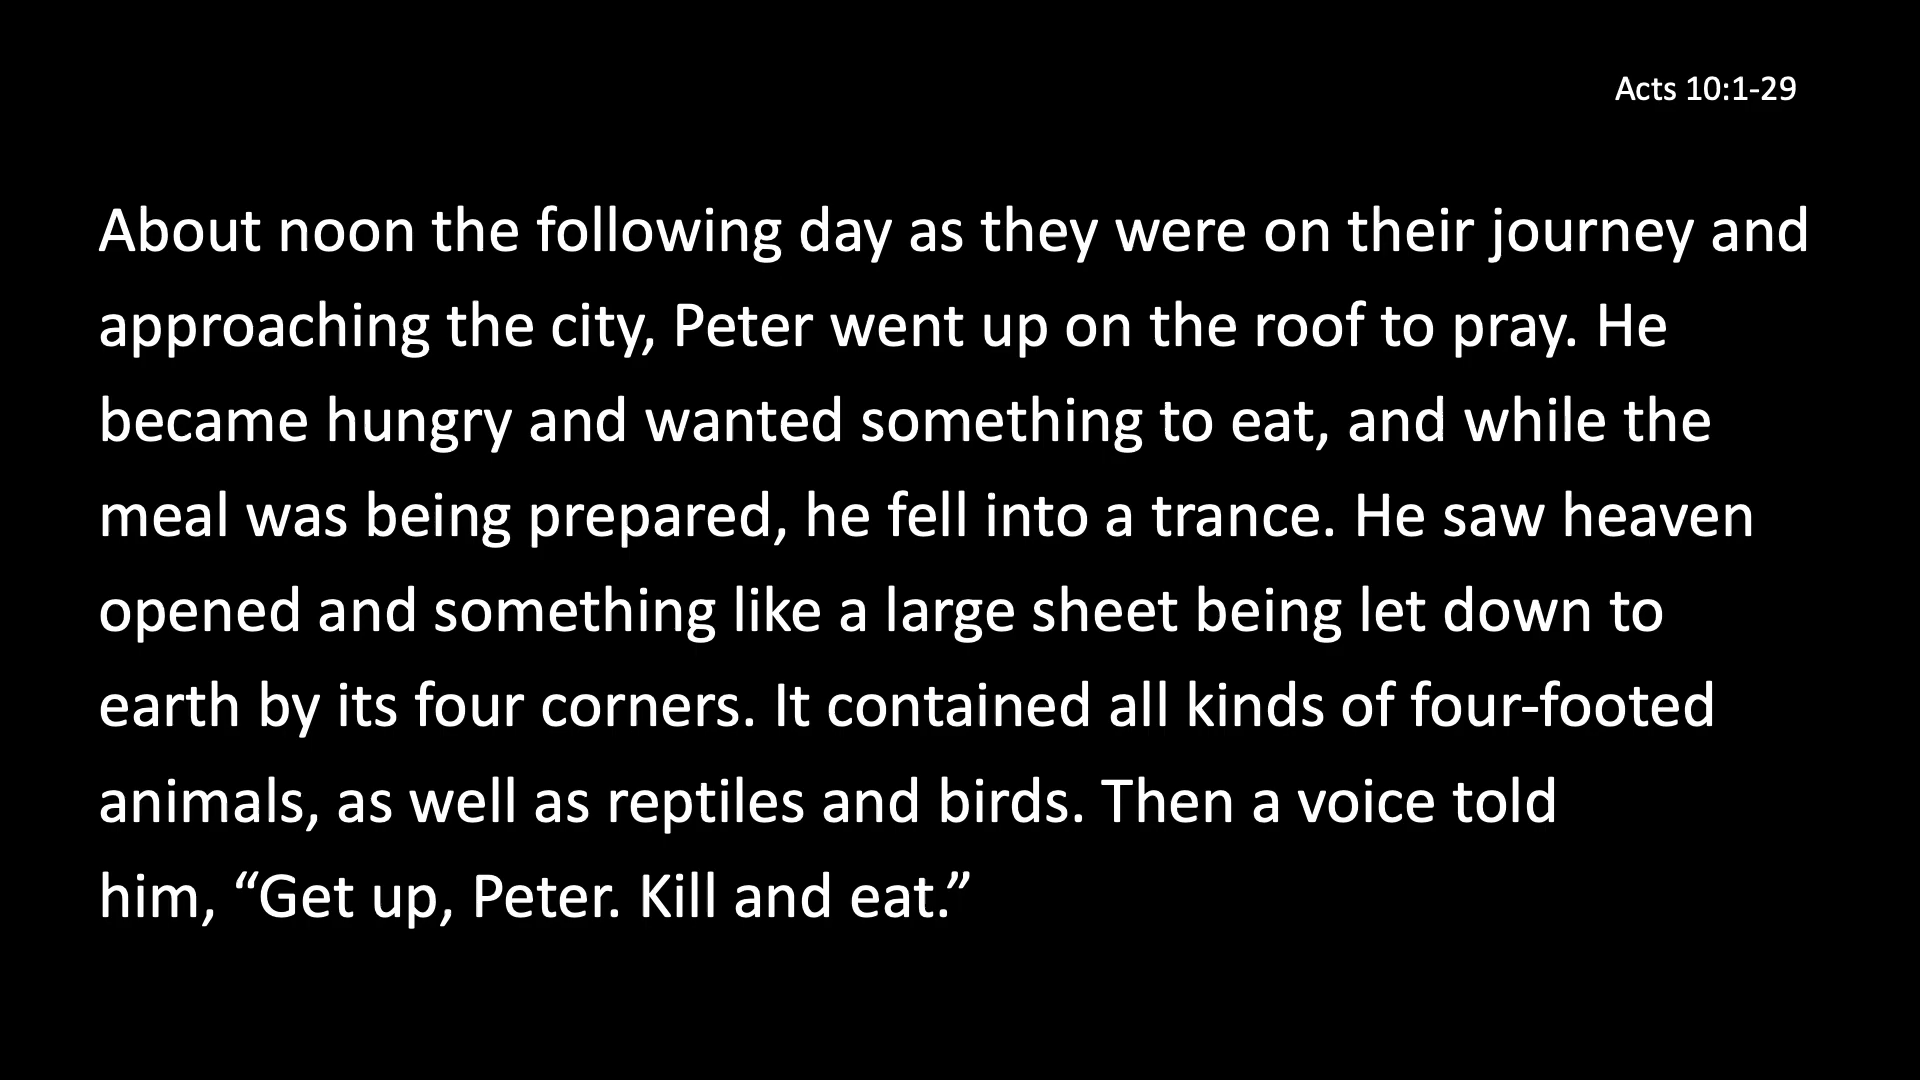 Acts 10:1-29
About noon the following day as they were on their journey and
approaching the city, Peter went up on the roof to pray. He
became hungry and wanted something to eat, and while the
meal was being prepared, he fell into a trance. He saw heaven
opened and something like a large sheet being let down to
earth by its four corners. It contained all kinds of four-footed
animals, as well as reptiles and birds. Then a voice told
him, “Get up, Peter. Kill and eat.”